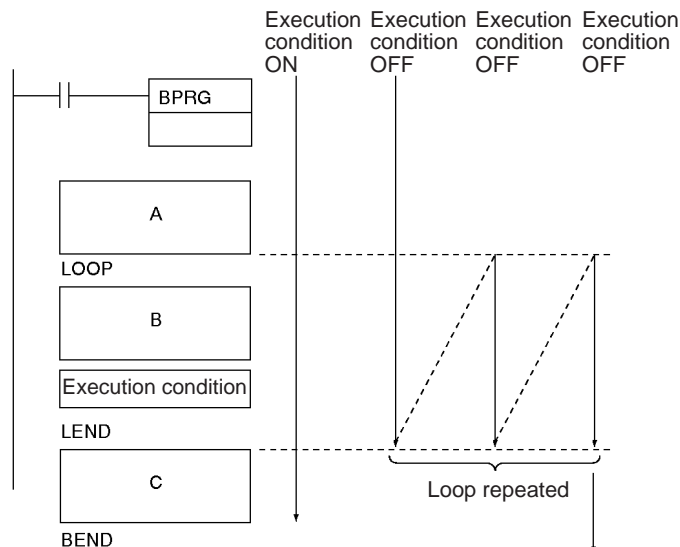 Execution condition ON
Execution condition OFF
Execution condition OFF
Execution condition OFF
BPRG
A
LOOP
B
Execution condition
LEND
C
Loop repeated
BEND